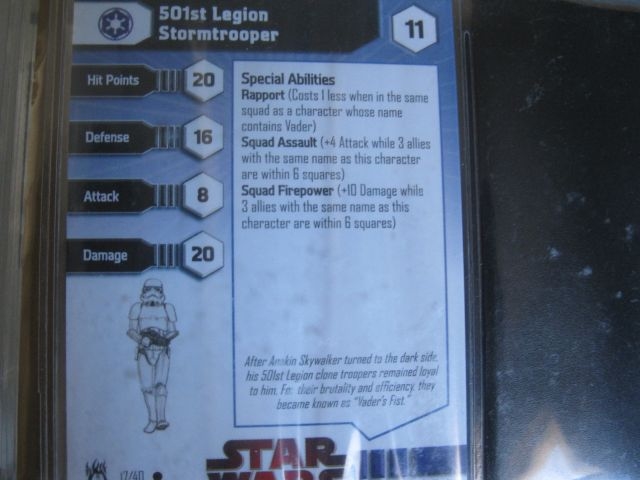 501st Legion
Stormtrooper
11
Hit Points 20
Defense 16
Attack 8
Damage 20
Special Abilities
Rapport (Costs 1 less when in the same
squad as a character whose name
contains Vader)
Squad Assault (+4 Attack while 3 allies
with the same name as this character
are within 6 squares)
Squad Firepower (+10 Damage while
3 allies with the same name as this
character are within 6 squares)
After Anakin Skywalker turned to the dark side,
his 501st Legion clone troopers remained loyal
to him. For their brutality and efficiency, they
became known as "Vader's Fist."
17/40
STAR
WARS